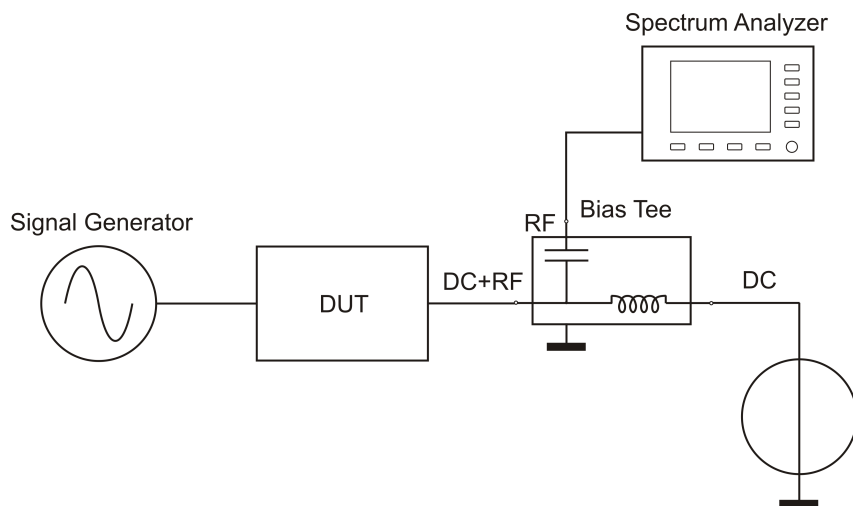 Spectrum Analyzer
Signal Generator
RF
Bias Tee
DUT
DC+RF
DC